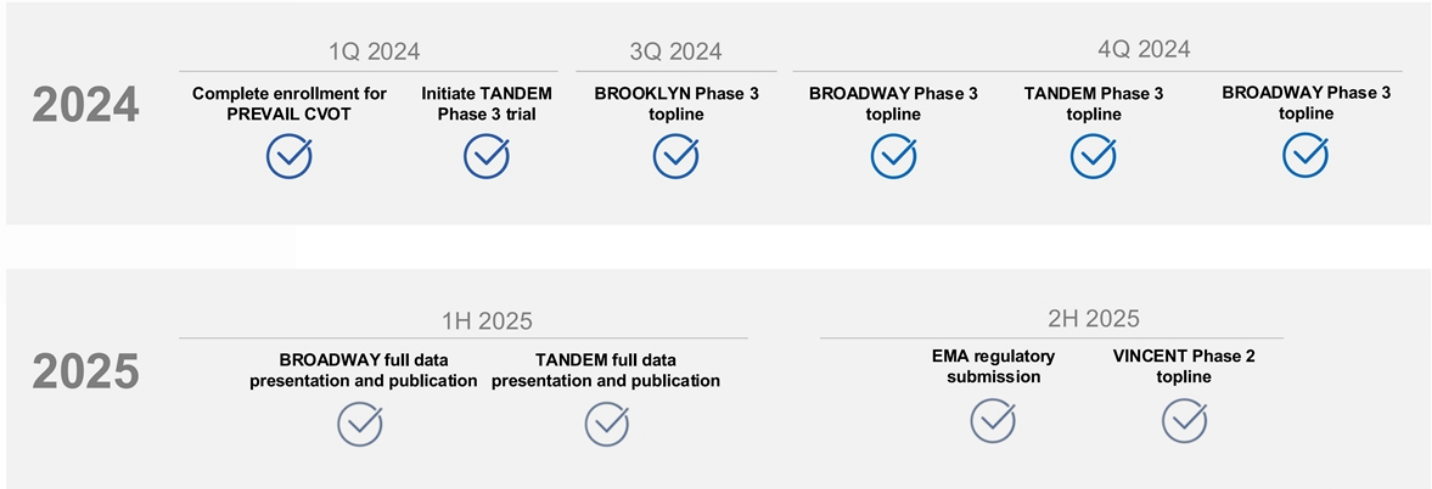 2024
1Q 2024
Complete enrollment for
PREVAIL CVOT
Initiate TANDEM
Phase 3 trial
3Q 2024
BROOKLYN Phase 3
topline
4Q 2024
BROADWAY Phase 3
topline
TANDEM Phase 3
topline
BROADWAY Phase 3
topline
2025
1H 2025
BROADWAY full data
presentation and publication
TANDEM full data
presentation and publication
2H 2025
EMA regulatory
submission
VINCENT Phase 2
topline